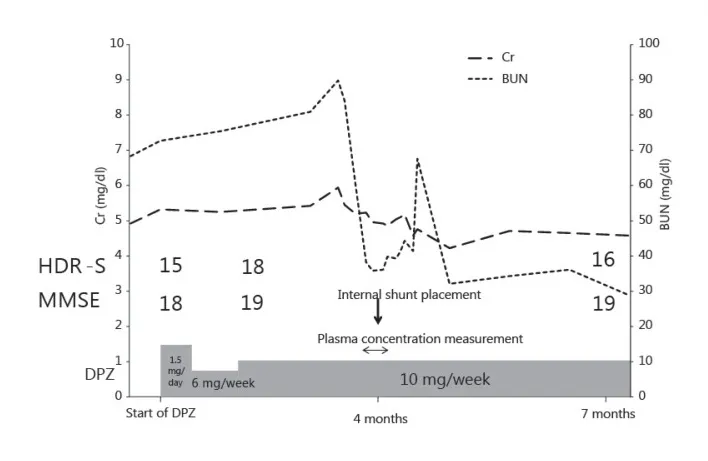 10
9
8
7
6
5
4
3
2
1
0
Cr (mg/dl)
100
90
80
70
60
50
40
30
20
10
0
BUN (mg/dl)
Cr
BUN
HDR-S 15 18 16
MMSE 18 19 19
Internal shunt placement
Plasma concentration measurement
DPZ
1.5
mg/
day
6 mg/week
10 mg/week
Start of DPZ
4 months
7 months